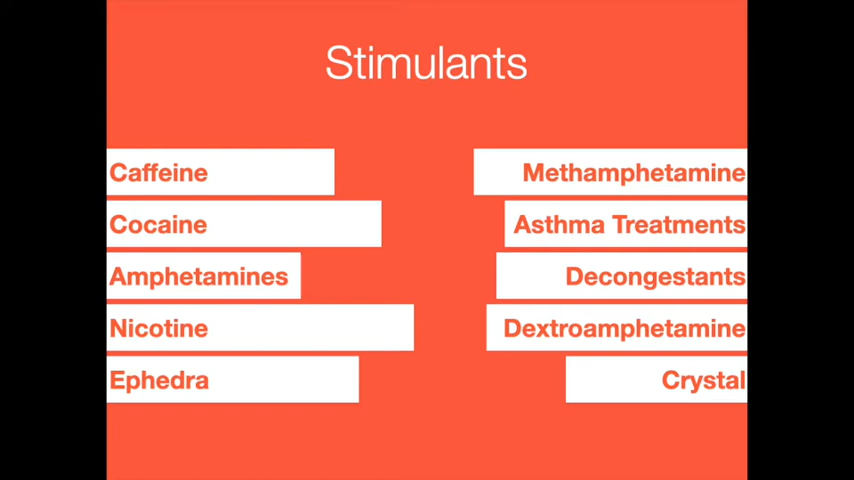 Stimulants
Caffeine
Cocaine
Amphetamines
Nicotine
Ephedra
Methamphetamine
Asthma Treatments
Decongestants
Dextroamphetamine
Crystal